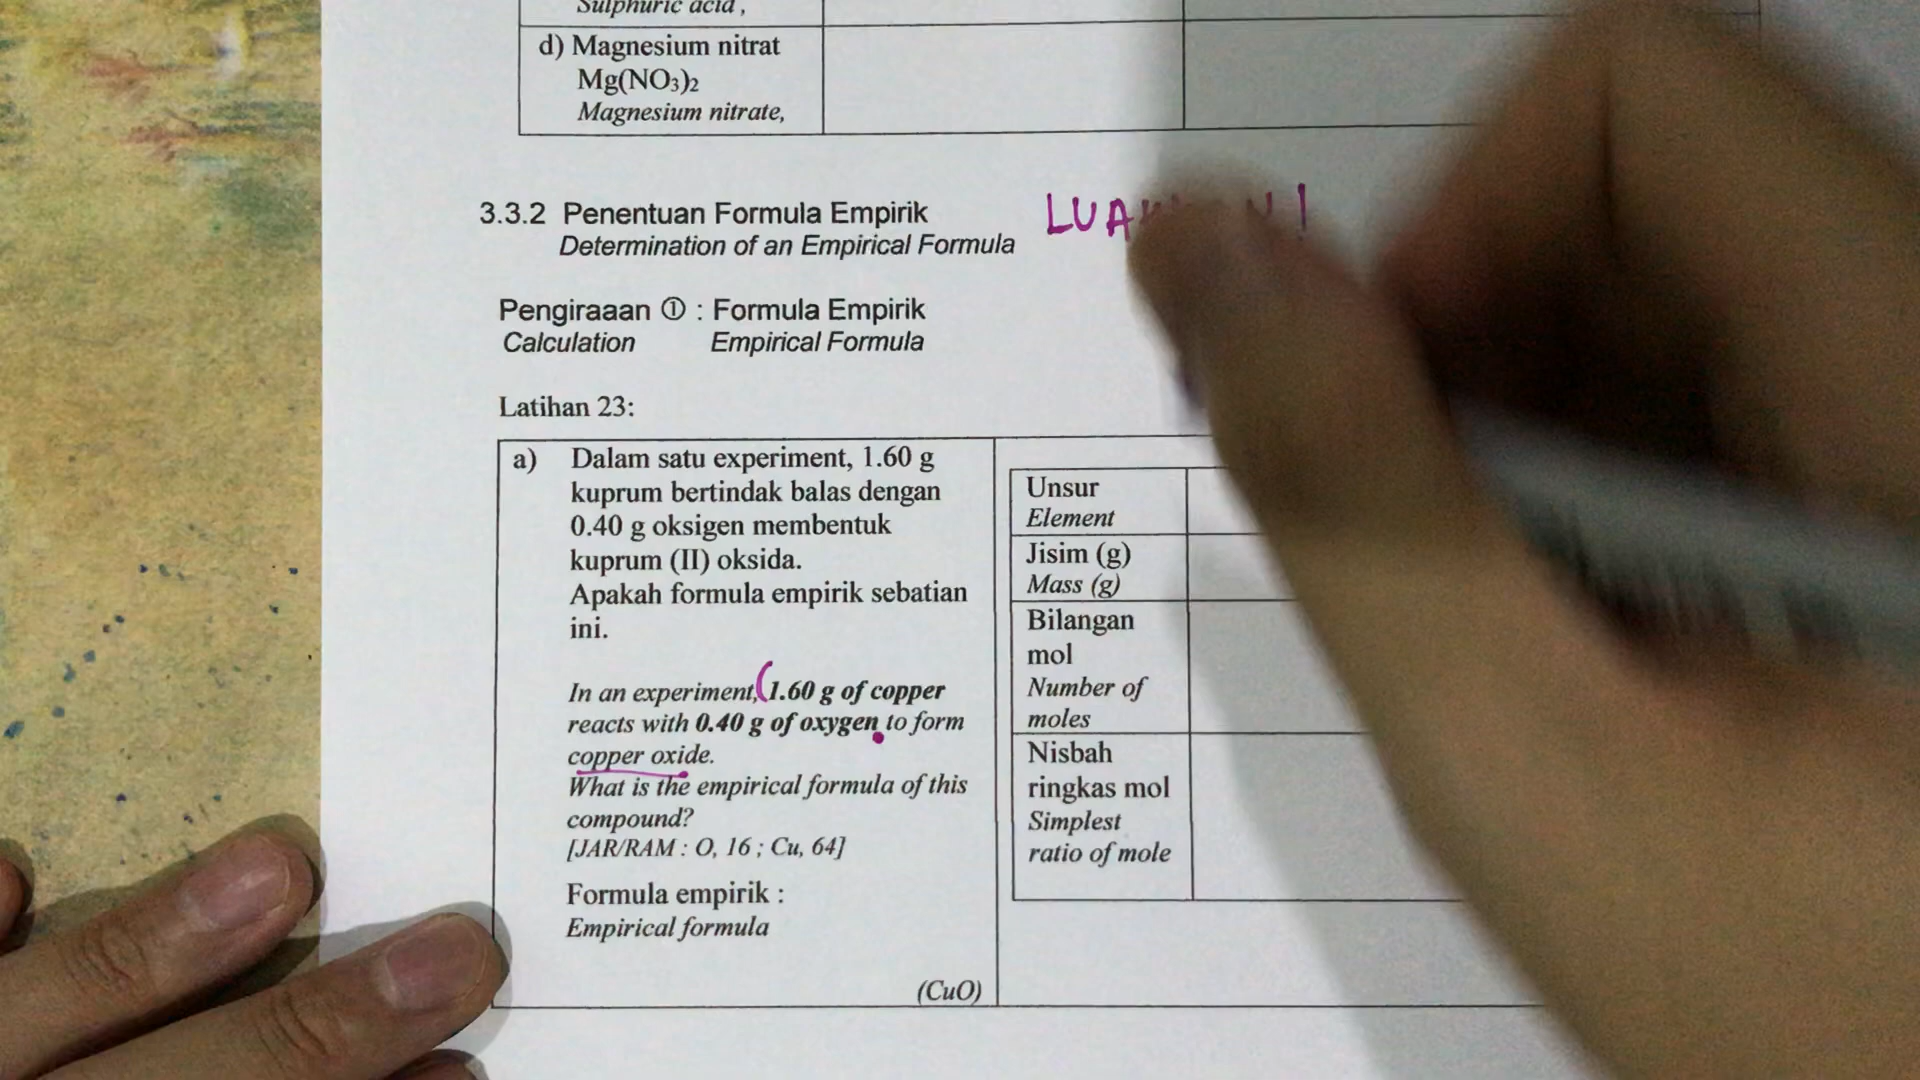 Sulphuric acid,
d) Magnesium nitrat
Mg(NO3)2
Magnesium nitrate,
3.3.2 Penentuan Formula Empirik
Determination of an Empirical Formula
Pengiraaan ① : Formula Empirik
Calculation Empirical Formula
Latihan 23:
a) Dalam satu experiment, 1.60 g
kuprum bertindak balas dengan
0.40 g oksigen membentuk
kuprum (II) oksida.
Apakah formula empirik sebatian
ini.
In an experiment, 1.60 g of copper
reacts with 0.40 g of oxygen to form
copper oxide.
What is the empirical formula of this
compound?
[JAR/RAM : O, 16 ; Cu, 64]
Formula empirik :
Empirical formula
(CuO)
Unsur
Element
Jisim (g)
Mass (g)
Bilangan
mol
Number of
moles
Nisbah
ringkas mol
Simplest
ratio of mole